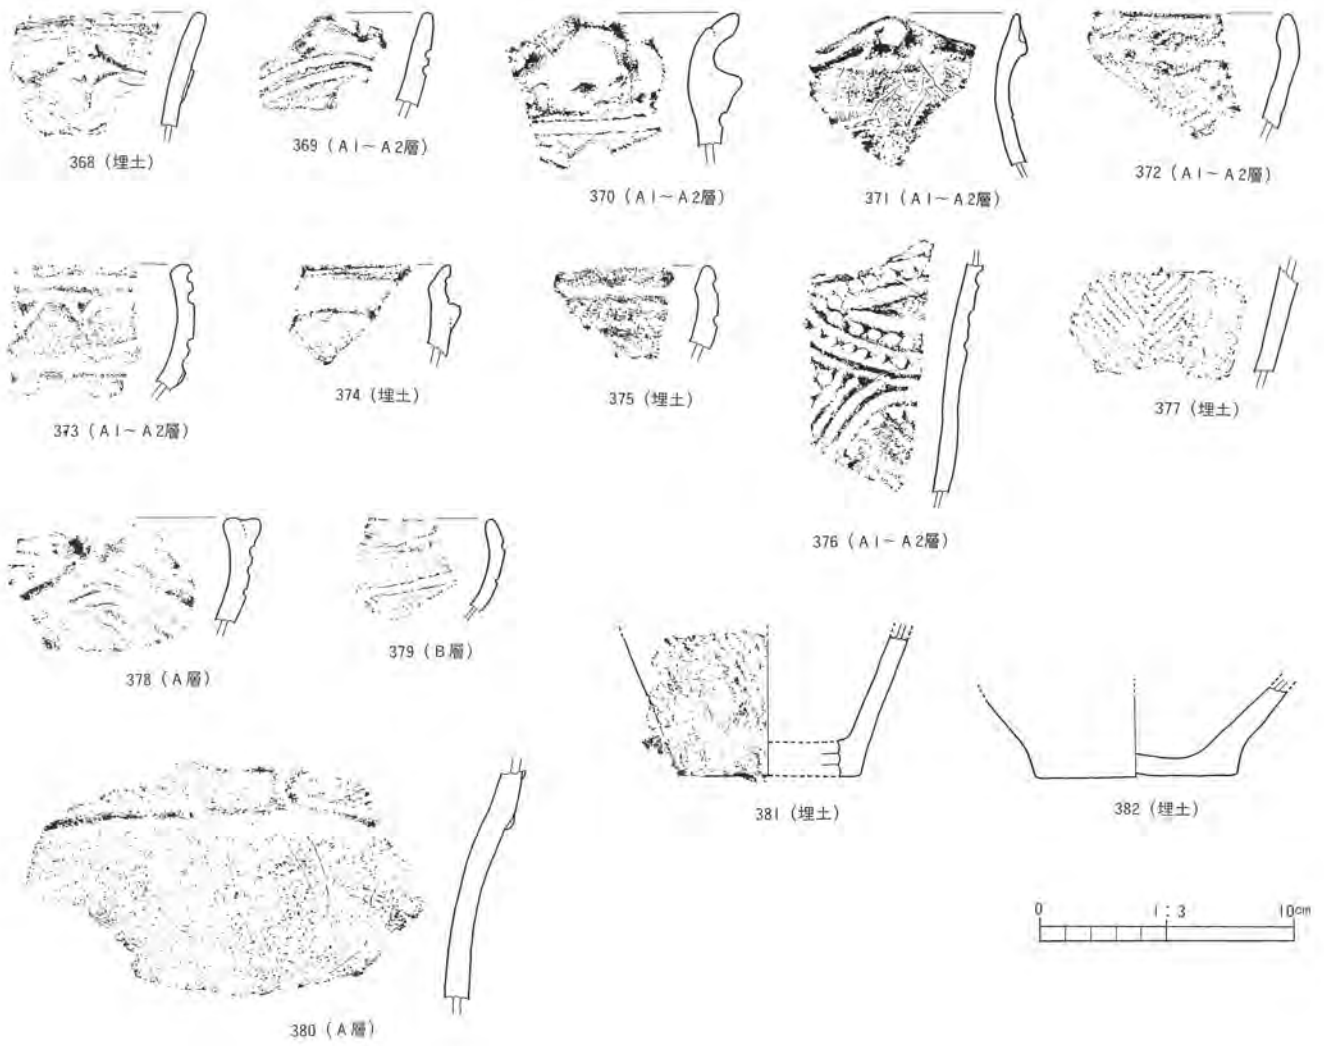 368 (埋土)
369 (A1~A2層)
370 (A1~A2層)
371 (A1~A2層)
372 (A1~A2層)
373 (A1~A2層)
374 (埋土)
375 (埋土)
376 (A1~A2層)
377 (埋土)
378 (A層)
379 (B層)
380 (A層)
381 (埋土)
382 (埋土)
0 1:3 10cm